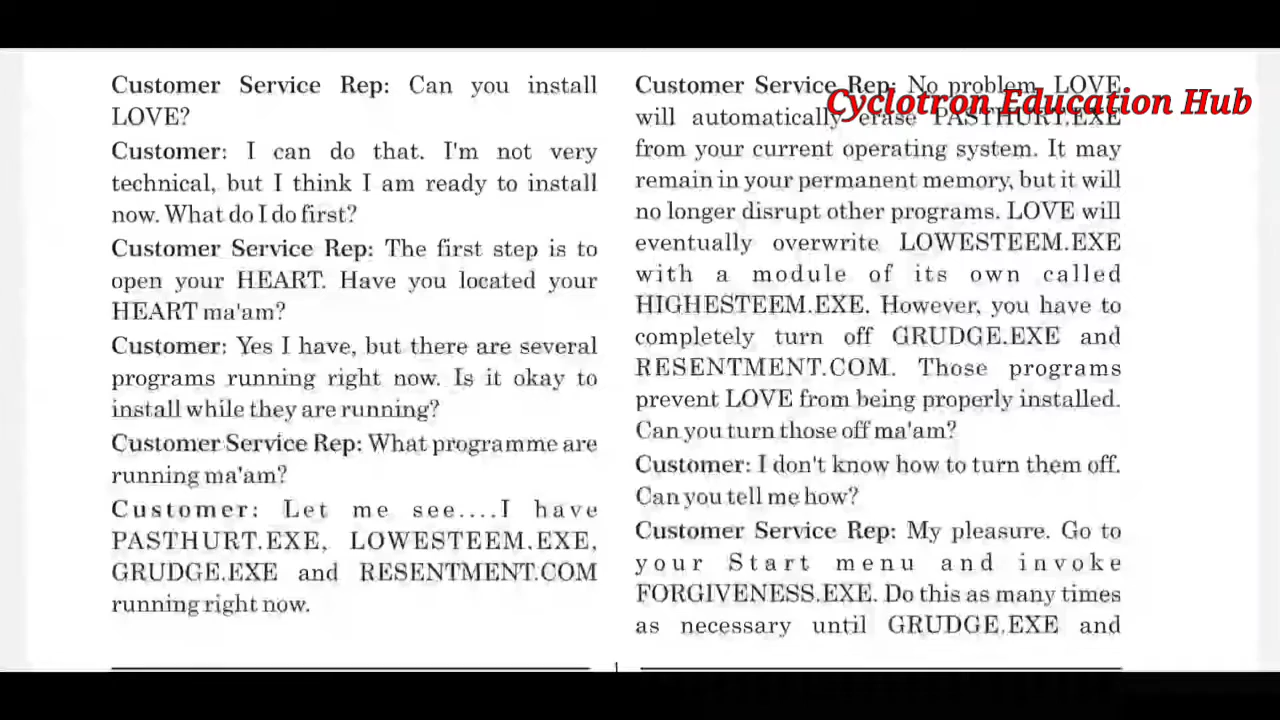 Customer Service Rep: Can you install
LOVE?
Customer: I can do that. I'm not very
technical, but I think I am ready to install
now. What do I do first?
Customer Service Rep: The first step is to
open your HEART. Have you located your
HEART ma'am?
Customer: Yes I have, but there are several
programs running right now. Is it okay to
install while they are running?
Customer Service Rep: What programme are
running ma'am?
Customer: Let me see....I have
PASTHURT.EXE, LOWESTEEM.EXE,
GRUDGE.EXE and RESENTMENT.COM
running right now.
Customer Service Rep: No problem, LOVE
Cyclotron Education Hub
will automatically erase PASTHURT.EXE
from your current operating system. It may
remain in your permanent memory, but it will
no longer disrupt other programs. LOVE will
eventually overwrite LOWESTEEM.EXE
with a module of its own called
HIGHESTEEM.EXE. However, you have to
completely turn off GRUDGE.EXE and
RESENTMENT.COM. Those programs
prevent LOVE from being properly installed.
Can you turn those off ma'am?
Customer: I don't know how to turn them off.
Can you tell me how?
Customer Service Rep: My pleasure. Go to
your Start menu and invoke
FORGIVENESS.EXE. Do this as many times
as necessary until GRUDGE.EXE and